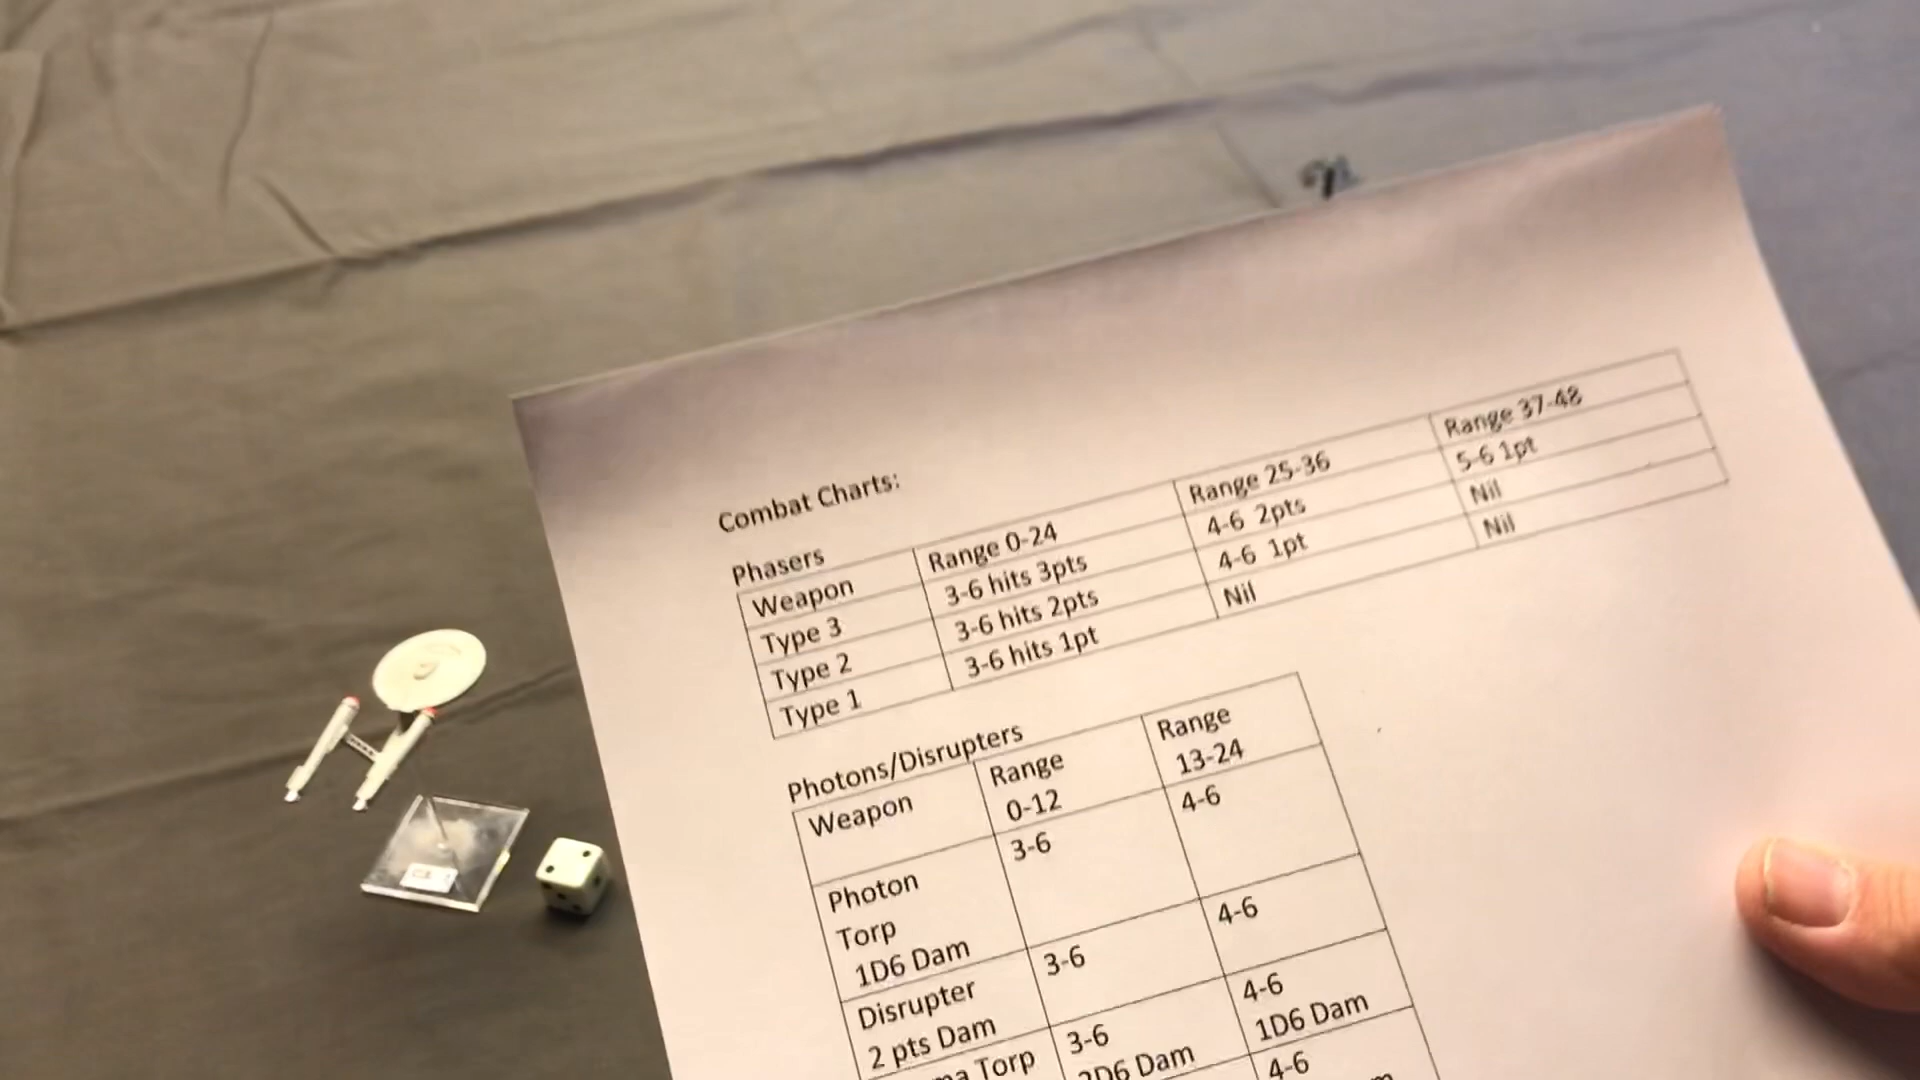 Combat Charts:
Phasers
Weapon Range 0-24 Range 25-36 Range 37-48
Type 3 3-6 hits 3pts 4-6 2pts 5-6 1pt
Type 2 3-6 hits 2pts 4-6 1pt Nil
Type 1 3-6 hits 1pt Nil Nil
Photons/Disrupters
Weapon Range 0-12 Range 13-24
Photon Torp 1D6 Dam 3-6 4-6
Disrupter 2 pts Dam 3-6 4-6
Torp 3-6 D6 Dam 4-6 1D6 Dam
4-6